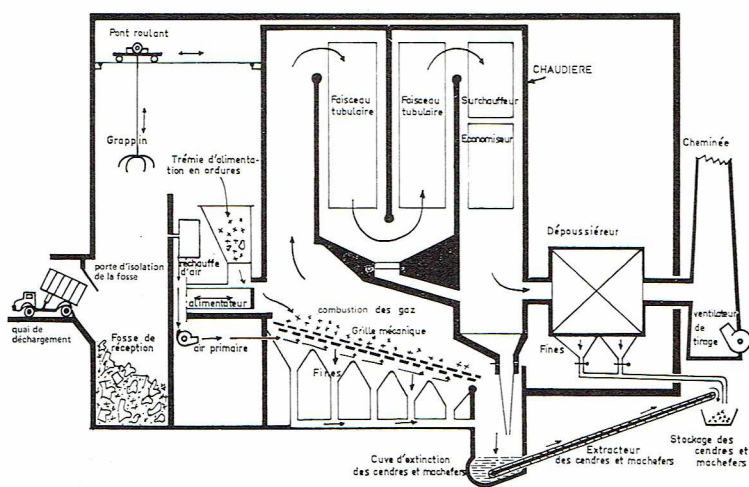 Pont roulant
CHAUDIERE
Faisceau
tubulaire
Faisceau
tubulaire
Surchauffeur
Economiseur
Grappin
Trémie d'alimenta-
tion en ordures
Cheminée
Dépoussiéreur
porte d'isolation
de la fosse
réchauffe
d'air
alimentateur
combustion des gaz
Grille mécanique
quai de
déchargement
Fosse de
réception
air primaire
Fines
Fines
ventilateur
de
tirage
Cuve d'extinction
des cendres et machefers
Extracteur
des cendres et machefers
Stockage des
cendres et
machefers